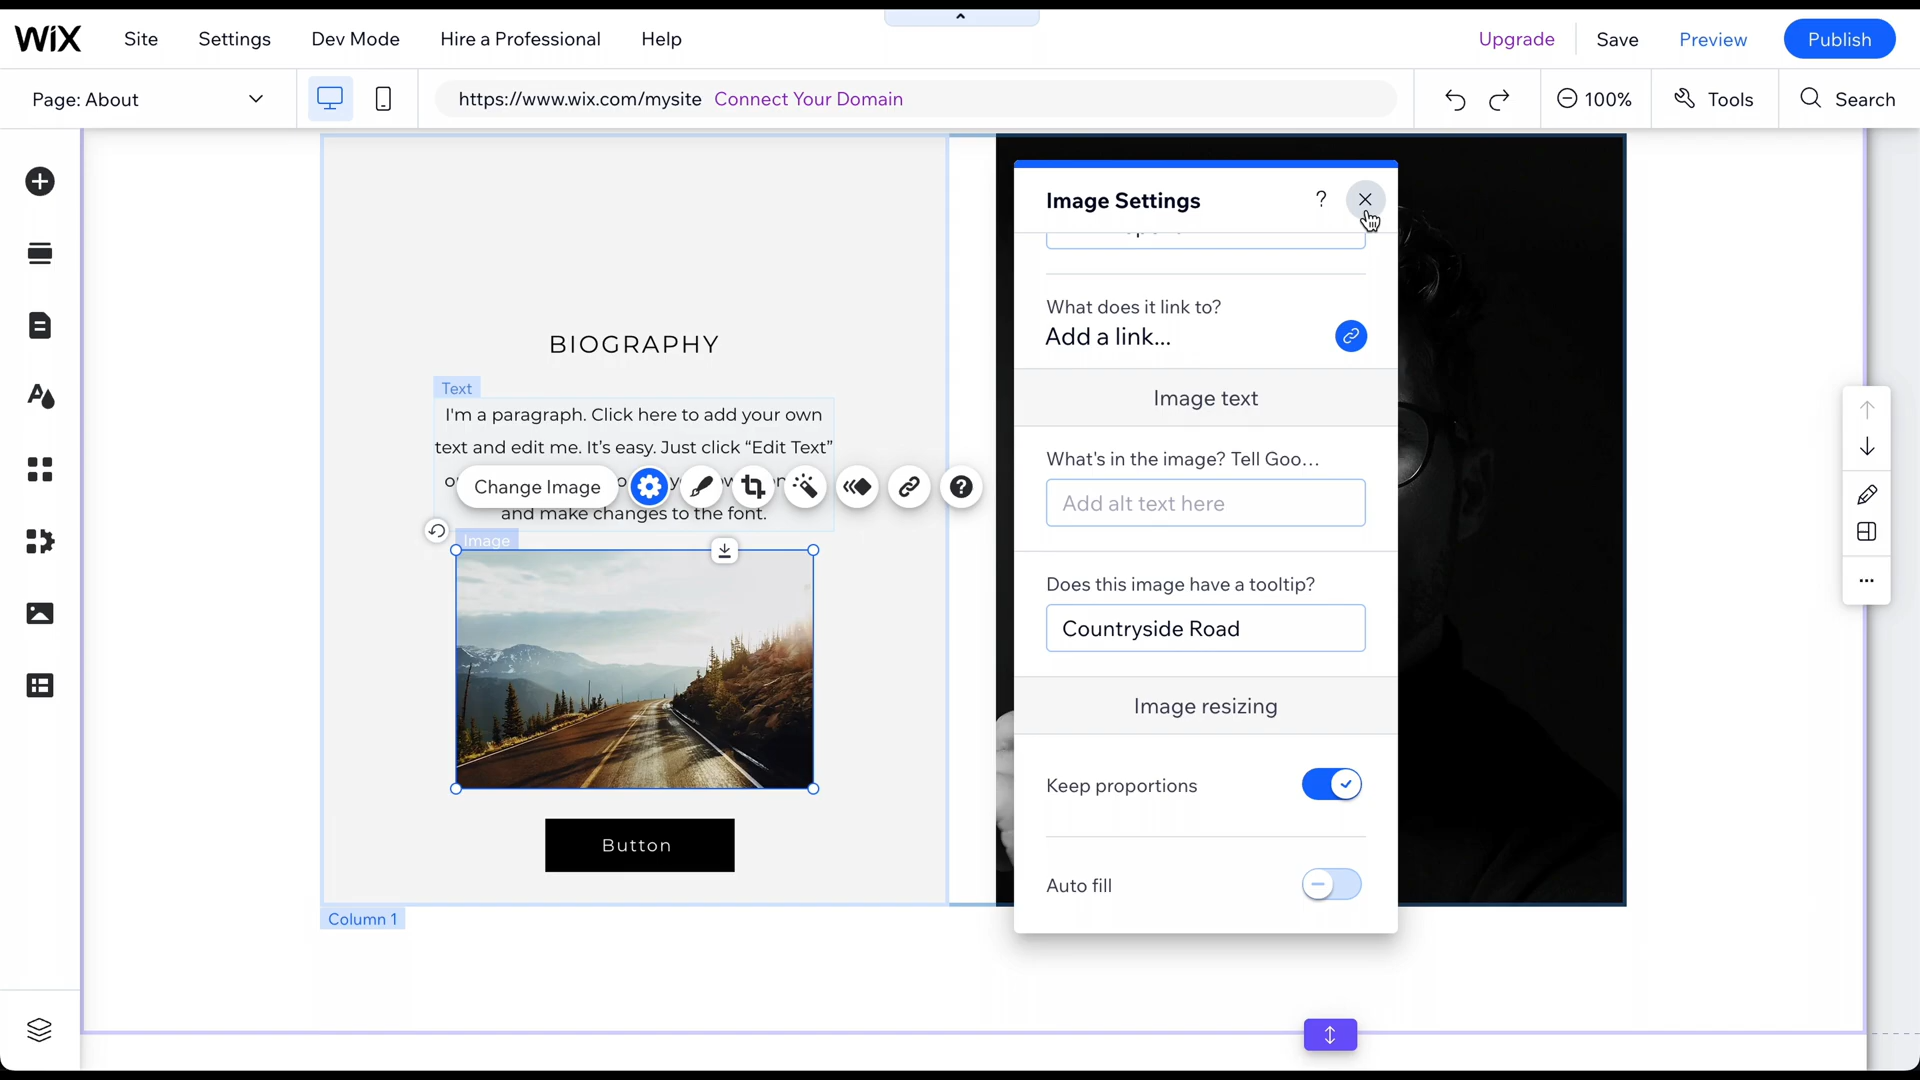 WiX
Site
Settings
Dev Mode
Hire a Professional
Help
Upgrade
Save
Preview
Publish
Page: About
https://www.wix.com/mysite Connect Your Domain
100%
Tools
Search
BIOGRAPHY
Text
I'm a paragraph. Click here to add your own
text and edit me. It's easy. Just click “Edit Text”
and make changes to the font.
Change Image
?
Image
Button
Column 1
Image Settings
?
What does it link to?
Add a link...
Image text
What's in the image? Tell Goo...
Add alt text here
Does this image have a tooltip?
Countryside Road
Image resizing
Keep proportions
Auto fill